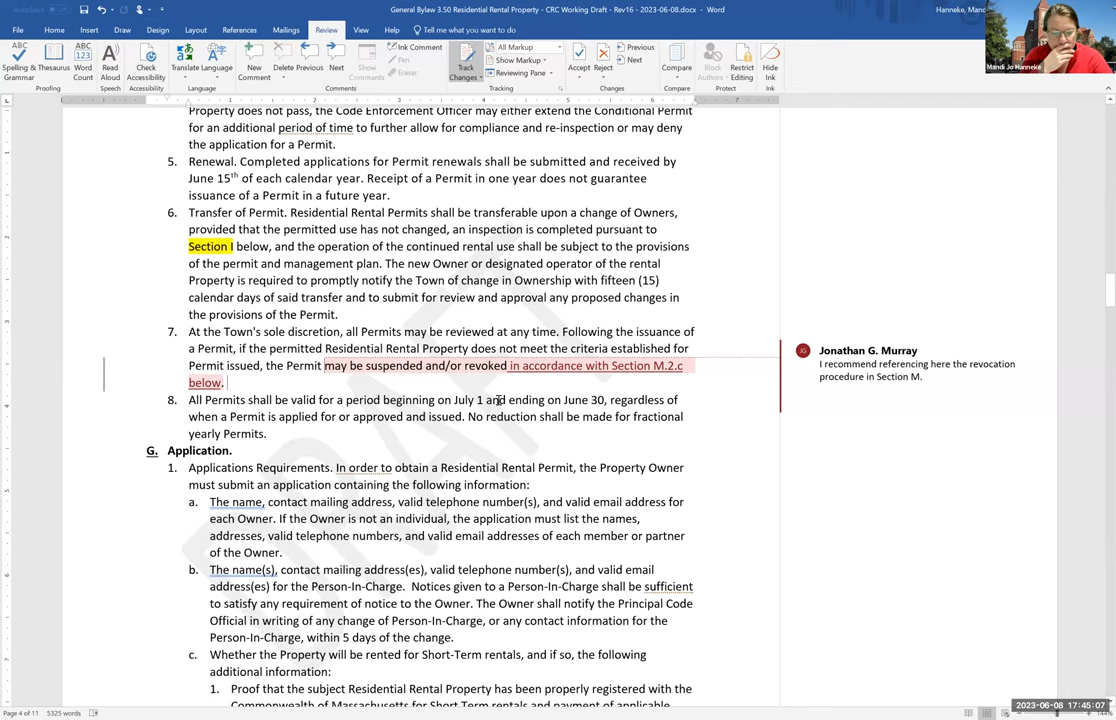 AutoSave
General Bylaw 3.50 Residential Rental Property - CRC Working Draft - Rev16 - 2023-06-08.docx - Word
Hanneke, Mand
File Home Insert Draw Design Layout References Mailings Review View Help Tell me what you want to do
Spelling & Grammar
Thesaurus
Word Count
Read Aloud
Check Accessibility
Translate
Language
New Comment
Delete
Previous
Next
Show Comments
Ink Comment
Pen
Eraser
Track Changes
All Markup
Show Markup
Reviewing Pane
Accept
Reject
Previous
Next
Compare
Block Authors
Restrict Editing
Hide Ink
Proofing Speech Accessibility Language Comments Tracking Changes Compare Protect Ink
Mandi Jo Hanneke
Property does not pass, the Code Enforcement Officer may either extend the Conditional Permit
for an additional period of time to further allow for compliance and re-inspection or may deny
the application for a Permit.
5. Renewal. Completed applications for Permit renewals shall be submitted and received by
June 15th of each calendar year. Receipt of a Permit in one year does not guarantee
issuance of a Permit in a future year.
6. Transfer of Permit. Residential Rental Permits shall be transferable upon a change of Owners,
provided that the permitted use has not changed, an inspection is completed pursuant to
Section I below, and the operation of the continued rental use shall be subject to the provisions
of the permit and management plan. The new Owner or designated operator of the rental
Property is required to promptly notify the Town of change in Ownership with fifteen (15)
calendar days of said transfer and to submit for review and approval any proposed changes in
the provisions of the Permit.
7. At the Town's sole discretion, all Permits may be reviewed at any time. Following the issuance of
a Permit, if the permitted Residential Rental Property does not meet the criteria established for
Permit issued, the Permit may be suspended and/or revoked in accordance with Section M.2.c
below.
8. All Permits shall be valid for a period beginning on July 1 and ending on June 30, regardless of
when a Permit is applied for or approved and issued. No reduction shall be made for fractional
yearly Permits.
G. Application.
1. Applications Requirements. In order to obtain a Residential Rental Permit, the Property Owner
must submit an application containing the following information:
a. The name, contact mailing address, valid telephone number(s), and valid email address for
each Owner. If the Owner is not an individual, the application must list the names,
addresses, valid telephone numbers, and valid email addresses of each member or partner
of the Owner.
b. The name(s), contact mailing address(es), valid telephone number(s), and valid email
address(es) for the Person-In-Charge. Notices given to a Person-In-Charge shall be sufficient
to satisfy any requirement of notice to the Owner. The Owner shall notify the Principal Code
Official in writing of any change of Person-In-Charge, or any contact information for the
Person-In-Charge, within 5 days of the change.
c. Whether the Property will be rented for Short-Term rentals, and if so, the following
additional information:
1. Proof that the subject Residential Rental Property has been properly registered with the
Commonwealth of Massachusetts for Short Term rentals and payment of applicable
JG Jonathan G. Murray
I recommend referencing here the revocation
procedure in Section M.
DRAFT
Page 4 of 11 5325 words
2023-06-08 17:45:07
144%